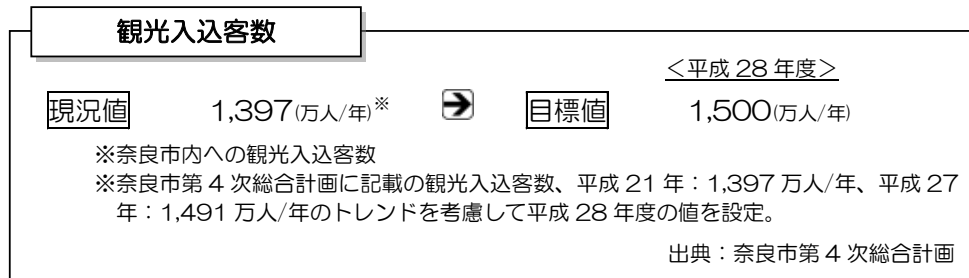 観光入込客数
＜平成 28 年度＞
現況値 1,397(万人/年)※ ➔ 目標値 1,500(万人/年)
※奈良市内への観光入込客数
※奈良市第 4 次総合計画に記載の観光入込客数、平成 21 年：1,397 万人/年、平成 27
年：1,491 万人/年のトレンドを考慮して平成 28 年度の値を設定。
出典：奈良市第 4 次総合計画